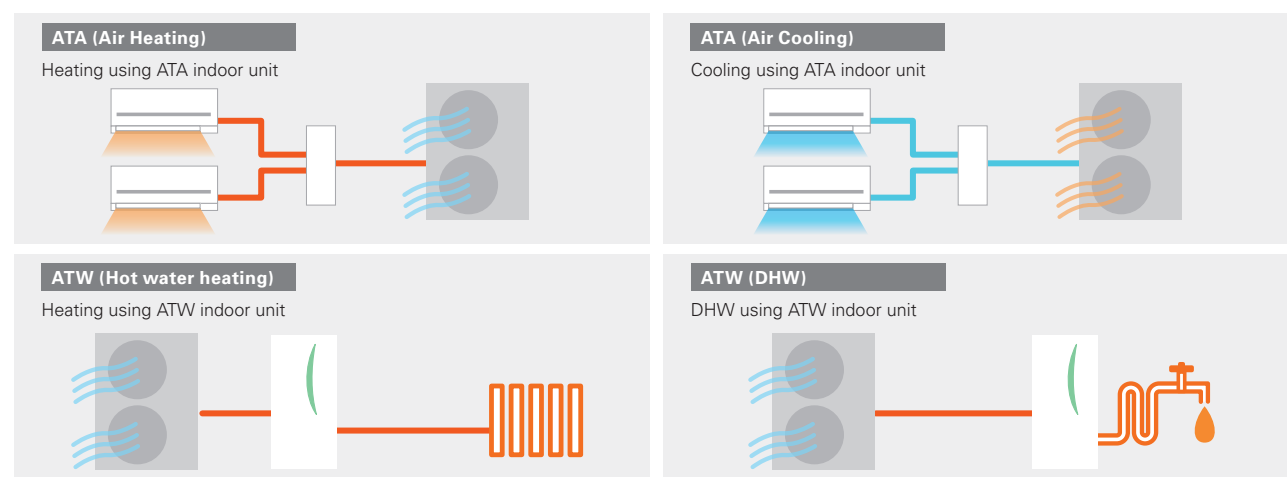 ATA (Air Heating)
Heating using ATA indoor unit
ATA (Air Cooling)
Cooling using ATA indoor unit
ATW (Hot water heating)
Heating using ATW indoor unit
ATW (DHW)
DHW using ATW indoor unit